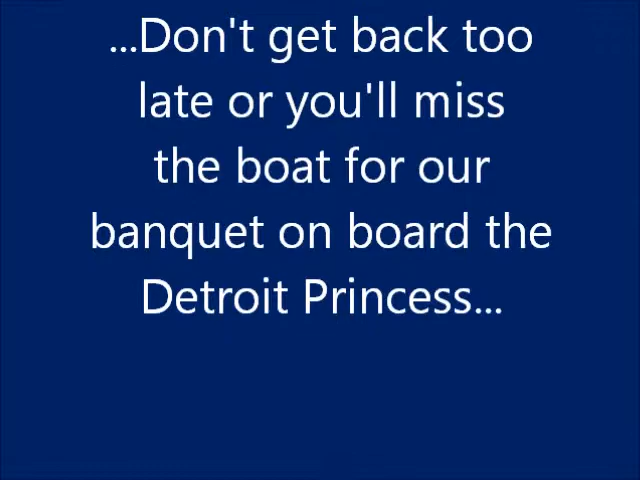 ...Don't get back too
late or you'll miss
the boat for our
banquet on board the
Detroit Princess...